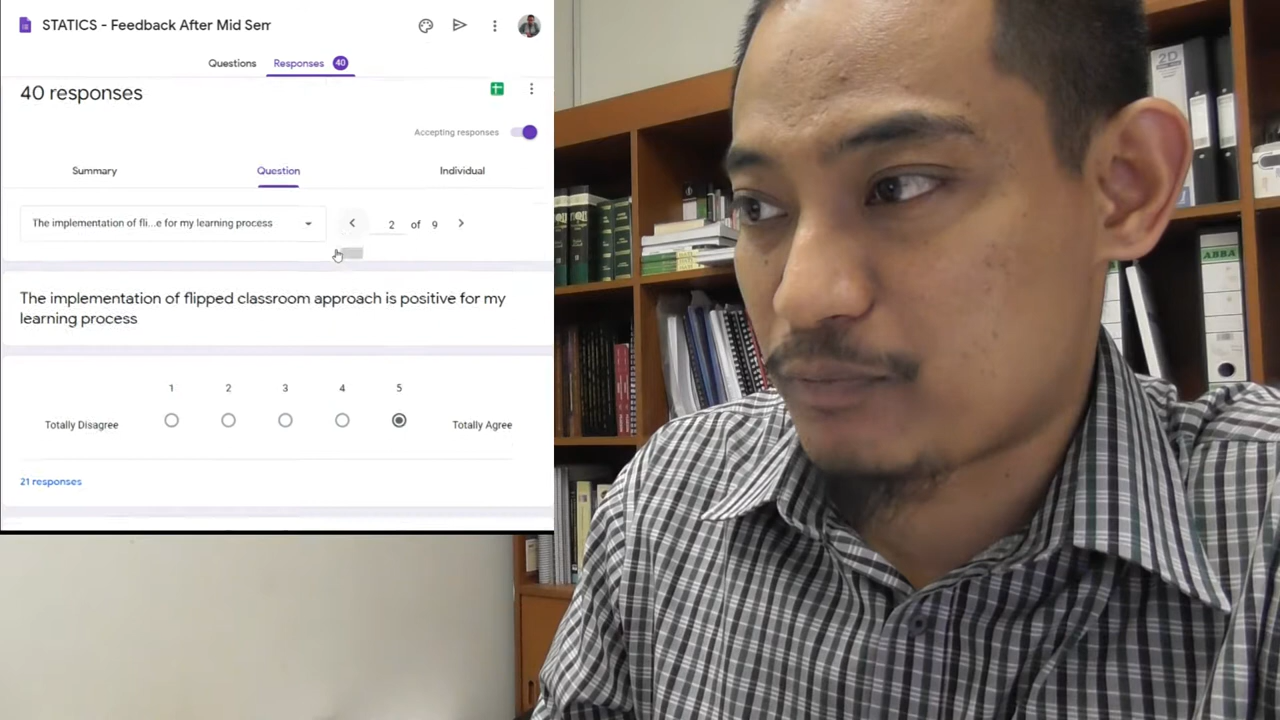 STATICS - Feedback After Mid Sem
Questions
Responses 40
40 responses
Accepting responses
Summary
Question
Individual
The implementation of fli...e for my learning process
2 of 9
The implementation of flipped classroom approach is positive for my
learning process
1 2 3 4 5
Totally Disagree
Totally Agree
21 responses
2D
ABBA